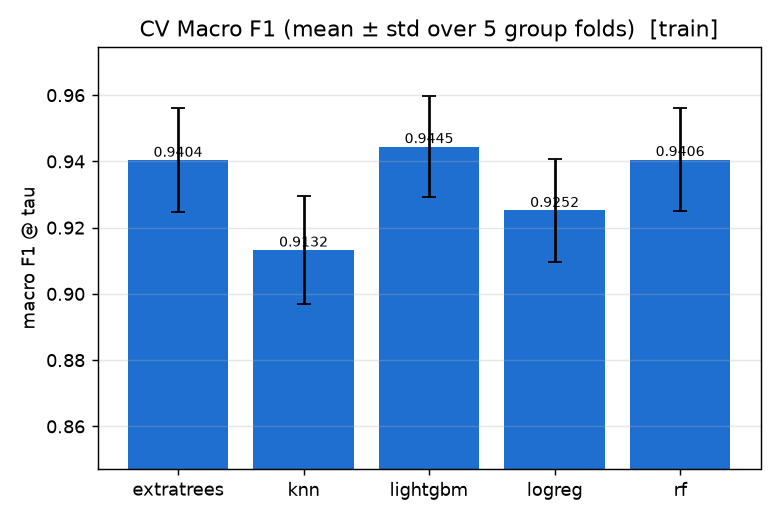 CV Macro F1 (mean ± std over 5 group folds) [train]
macro F1 @ tau
0.96
0.94
0.92
0.90
0.88
0.86
0.9404
0.9132
0.9445
0.9252
0.9406
extratrees
knn
lightgbm
logreg
rf